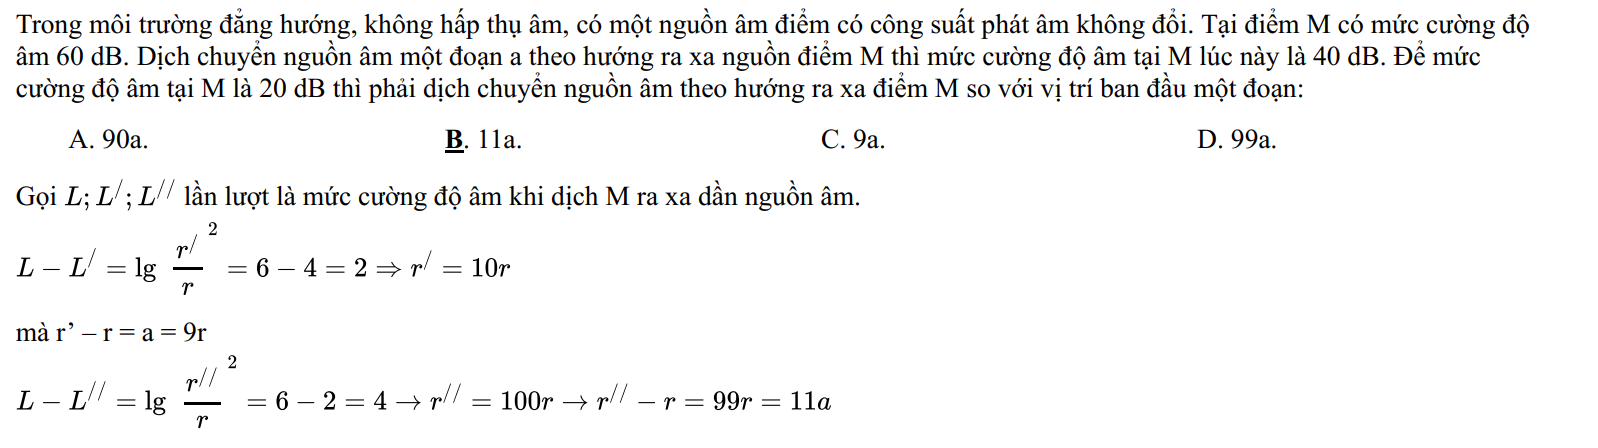 Trong môi trường đẳng hướng, không hấp thụ âm, có một nguồn âm điểm có công suất phát âm không đổi. Tại điểm M có mức cường độ
âm 60 dB. Dịch chuyển nguồn âm một đoạn a theo hướng ra xa nguồn điểm M thì mức cường độ âm tại M lúc này là 40 dB. Để mức
cường độ âm tại M là 20 dB thì phải dịch chuyển nguồn âm theo hướng ra xa điểm M so với vị trí ban đầu một đoạn:
A. 90a. B. 11a. C. 9a. D. 99a.
Gọi L; L^/; L^// lần lượt là mức cường độ âm khi dịch M ra xa dần nguồn âm.
L − L^/ = lg (r^/)/r ^2 = 6 − 4 = 2 ⇒ r^/ = 10r
mà r’ – r = a = 9r
L − L^// = lg (r^//)/r ^2 = 6 − 2 = 4 → r^// = 100r → r^// − r = 99r = 11a